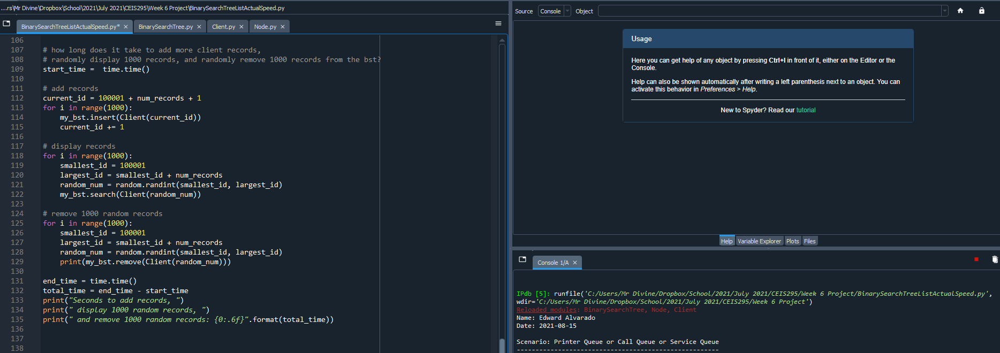 ...rs\Mr Divine\Dropbox\School\2021\July 2021\CEIS295\Week 6 Project\BinarySearchTreeListActualSpeed.py
BinarySearchTreeListActualSpeed.py*
BinarySearchTree.py
Client.py
Node.py
106
107 # how long does it take to add more client records,
108 # randomly display 1000 records, and randomly remove 1000 records from the bst?
109 start_time =  time.time()
110
111 # add records
112 current_id = 100001 + num_records + 1
113 for i in range(1000):
114     my_bst.insert(Client(current_id))
115     current_id += 1
116
117 # display records
118 for i in range(1000):
119     smallest_id = 100001
120     largest_id = smallest_id + num_records
121     random_num = random.randint(smallest_id, largest_id)
122     my_bst.search(Client(random_num))
123
124 # remove 1000 random records
125 for i in range(1000):
126     smallest_id = 100001
127     largest_id = smallest_id + num_records
128     random_num = random.randint(smallest_id, largest_id)
129     print(my_bst.remove(Client(random_num)))
130
131 end_time = time.time()
132 total_time = end_time - start_time
133 print("Seconds to add records, ")
134 print(" display 1000 random records, ")
135 print(" and remove 1000 random records: {0:.6f}".format(total_time))
136
137
138
Source Console Object
Usage
Here you can get help of any object by pressing Ctrl+I in front of it, either on the Editor or the
Console.
Help can also be shown automatically after writing a left parenthesis next to an object. You can
activate this behavior in Preferences > Help.
New to Spyder? Read our tutorial
Help Variable Explorer Plots Files
Console 1/A
IPdb [5]: runfile('C:/Users/Mr Divine/Dropbox/School/2021/July 2021/CEIS295/Week 6 Project/BinarySearchTreeListActualSpeed.py',
wdir='C:/Users/Mr Divine/Dropbox/School/2021/July 2021/CEIS295/Week 6 Project')
Reloaded modules: BinarySearchTree, Node, Client
Name: Edward Alvarado
Date: 2021-08-15
Scenario: Printer Queue or Call Queue or Service Queue
------------------------------------------------------